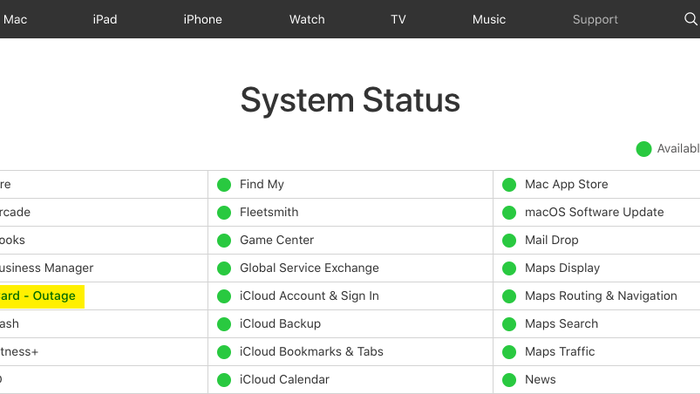 Mac iPad iPhone Watch TV Music Support
System Status
Availabl
re Find My Mac App Store
rcade Fleetsmith macOS Software Update
ooks Game Center Mail Drop
usiness Manager Global Service Exchange Maps Display
ard - Outage iCloud Account & Sign In Maps Routing & Navigation
ash iCloud Backup Maps Search
tness+ iCloud Bookmarks & Tabs Maps Traffic
iCloud Calendar News